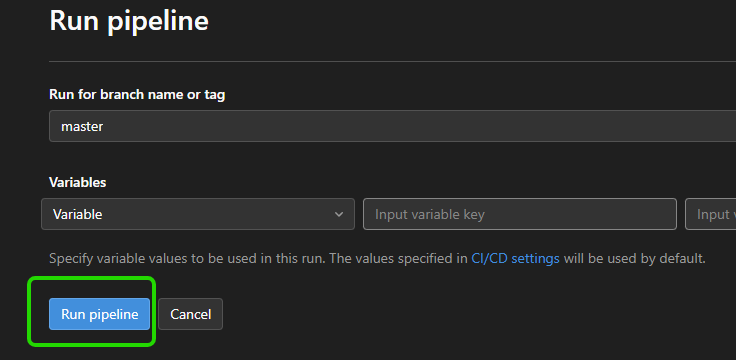 Run pipeline
Run for branch name or tag
master
Variables
Variable Input variable key Input
Specify variable values to be used in this run. The values specified in CI/CD settings will be used by default.
Run pipeline Cancel